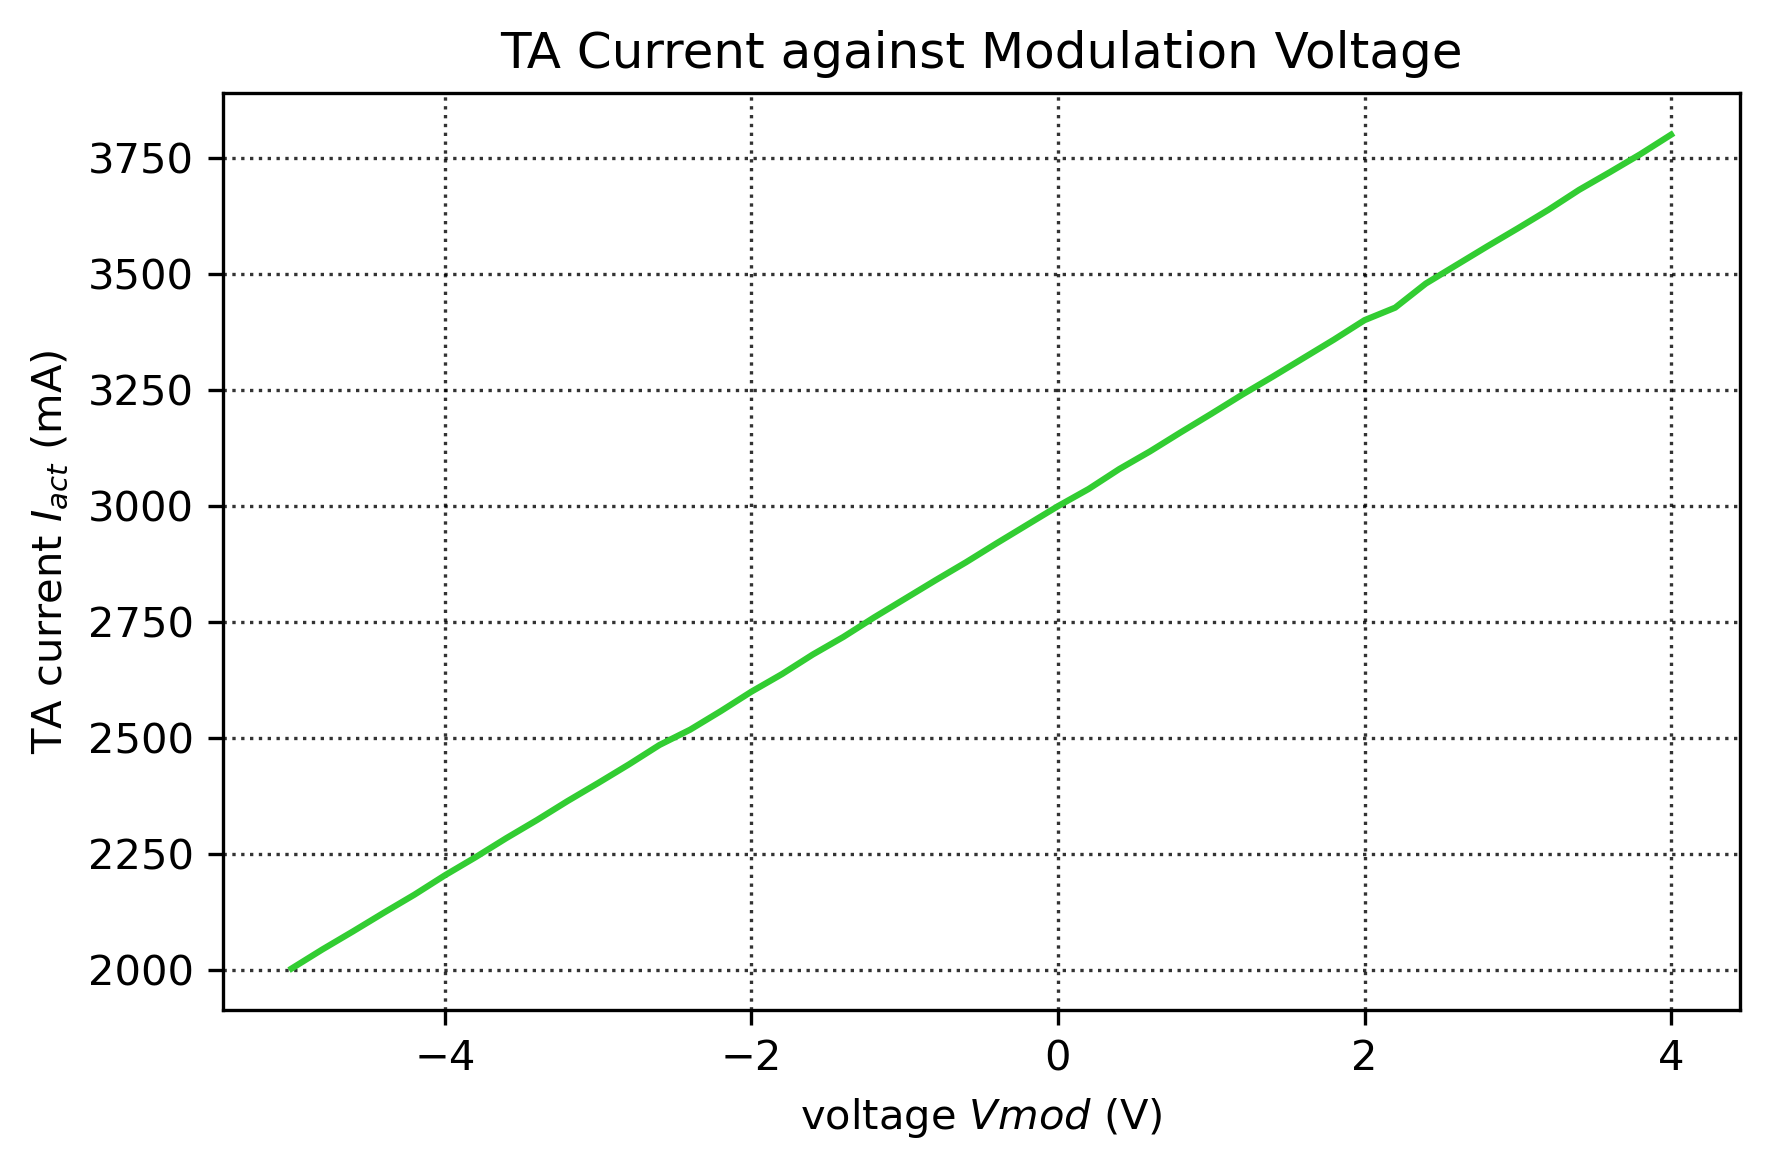 TA Current against Modulation Voltage
TA current I_act (mA)
3750
3500
3250
3000
2750
2500
2250
2000
−4 −2 0 2 4
voltage Vmod (V)